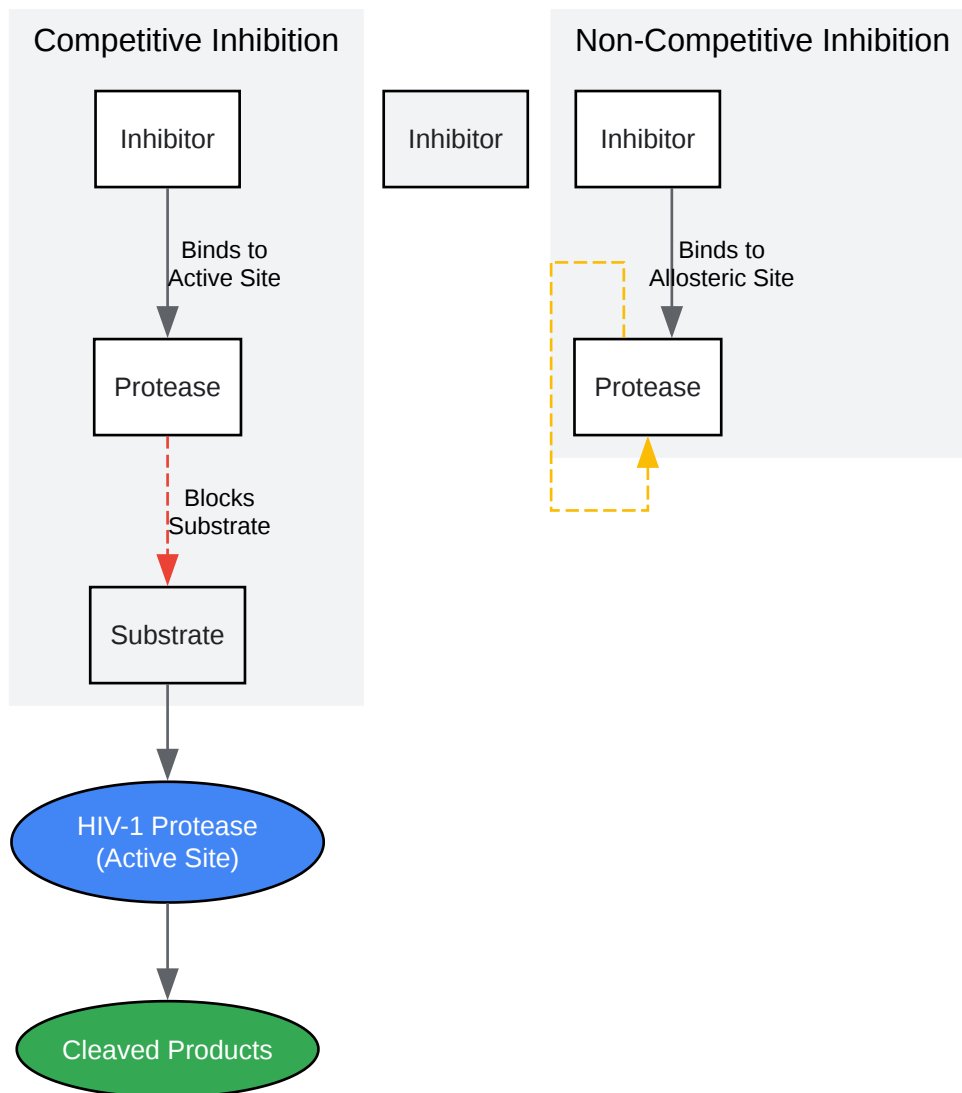 Competitive Inhibition
Non-Competitive Inhibition
Inhibitor
Inhibitor
Inhibitor
Binds to
Active Site
Binds to
Allosteric Site
Protease
Protease
Blocks
Substrate
Substrate
HIV-1 Protease
(Active Site)
Cleaved Products